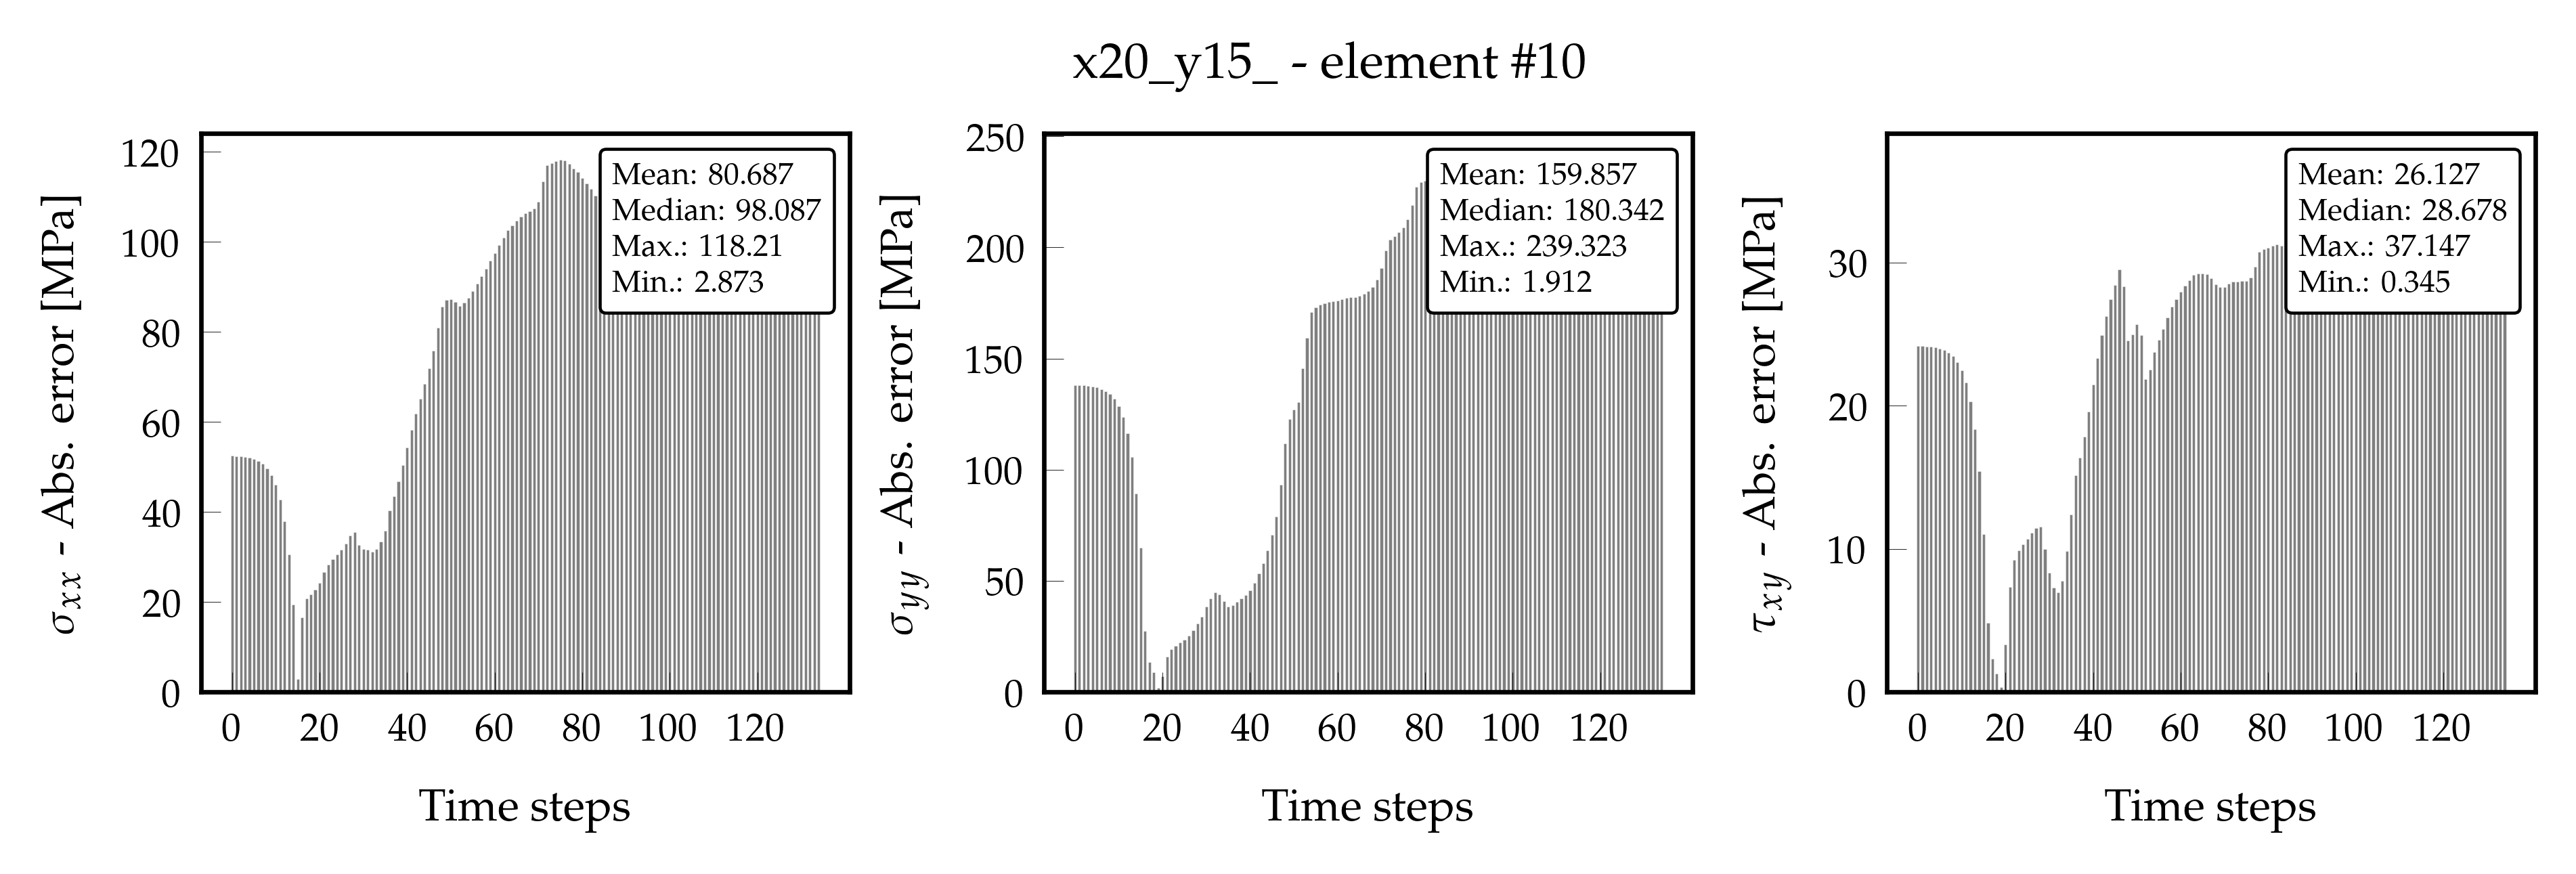 x20_y15_ - element #10
σxx - Abs. error [MPa]
120
100
80
60
40
20
0
Mean: 80.687
Median: 98.087
Max.: 118.21
Min.: 2.873
0 20 40 60 80 100 120
Time steps
σyy - Abs. error [MPa]
250
200
150
100
50
0
Mean: 159.857
Median: 180.342
Max.: 239.323
Min.: 1.912
0 20 40 60 80 100 120
Time steps
τxy - Abs. error [MPa]
30
20
10
0
Mean: 26.127
Median: 28.678
Max.: 37.147
Min.: 0.345
0 20 40 60 80 100 120
Time steps